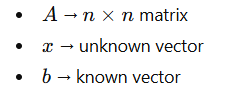 • A → n × n matrix
• x → unknown vector
• b → known vector